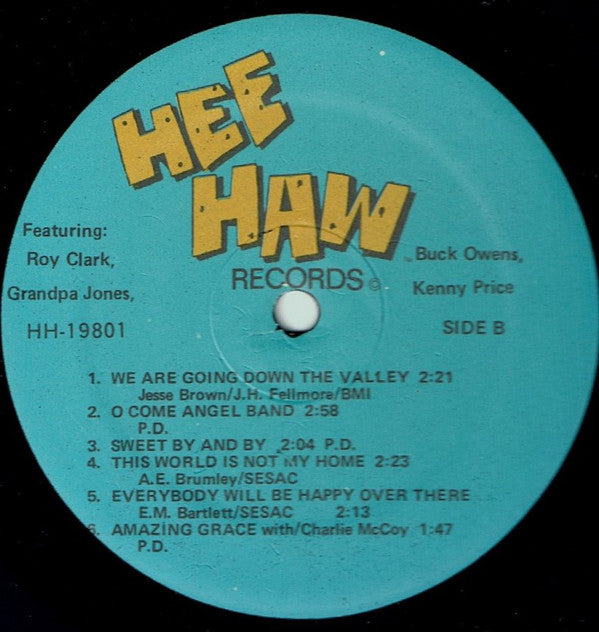 HEE
HAW
RECORDS ©
Featuring:
Roy Clark,
Grandpa Jones,
HH-19801
Buck Owens,
Kenny Price
SIDE B
1. WE ARE GOING DOWN THE VALLEY 2:21
Jesse Brown/J.H. Fellmore/BMI
2. O COME ANGEL BAND 2:58
P.D.
3. SWEET BY AND BY 2:04 P.D.
4. THIS WORLD IS NOT MY HOME 2:23
A.E. Brumley/SESAC
5. EVERYBODY WILL BE HAPPY OVER THERE
E.M. Bartlett/SESAC 2:13
6. AMAZING GRACE with/Charlie McCoy 1:47
P.D.